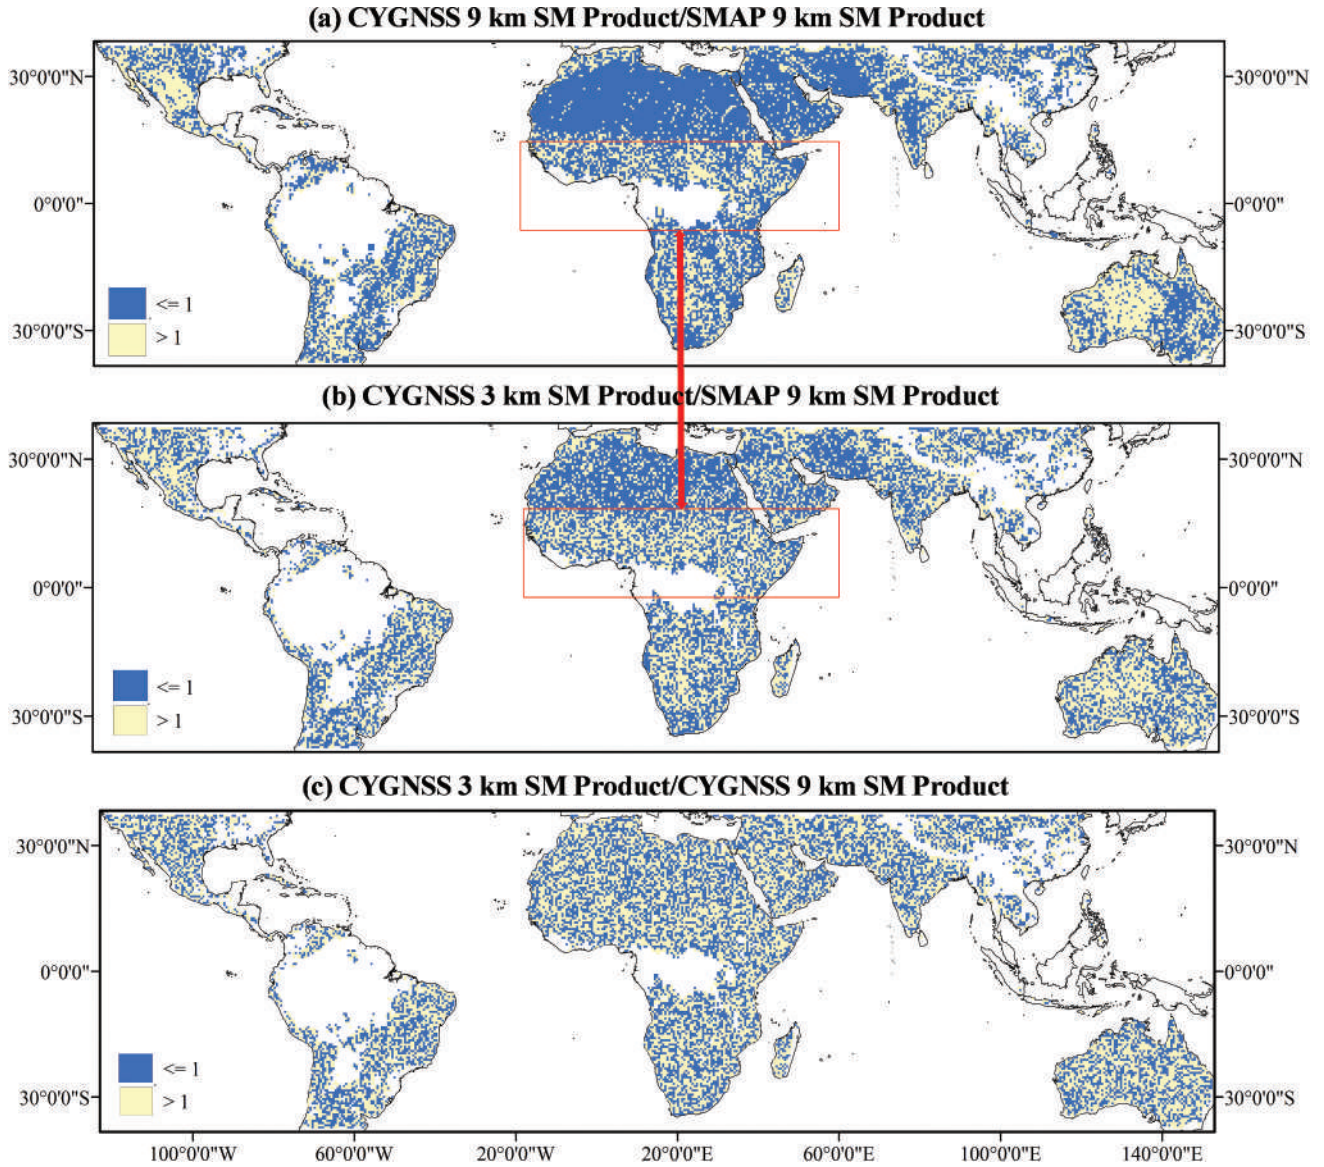 (a) CYGNSS 9 km SM Product/SMAP 9 km SM Product
30°0'0"N 30°0'0"N
0°0'0" 0°0'0"
<= 1
> 1
30°0'0"S 30°0'0"S
(b) CYGNSS 3 km SM Product/SMAP 9 km SM Product
30°0'0"N 30°0'0"N
0°0'0" 0°0'0"
<= 1
> 1
30°0'0"S 30°0'0"S
(c) CYGNSS 3 km SM Product/CYGNSS 9 km SM Product
30°0'0"N 30°0'0"N
0°0'0" 0°0'0"
<= 1
> 1
30°0'0"S 30°0'0"S
100°0'0"W 60°0'0"W 20°0'0"W 20°0'0"E 60°0'0"E 100°0'0"E 140°0'0"E